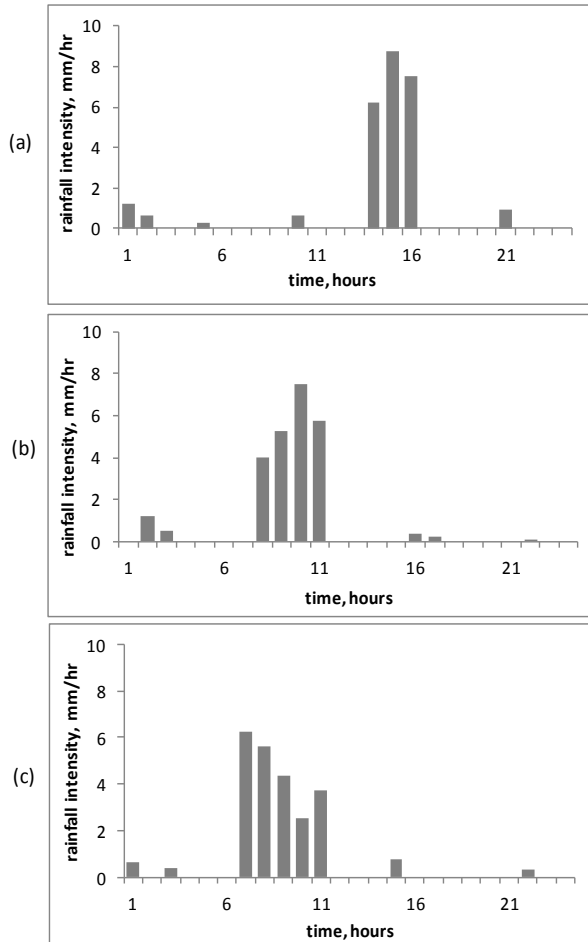 (a)
rainfall intensity, mm/hr
10
8
6
4
2
0
1 6 11 16 21
time, hours
(b)
rainfall intensity, mm/hr
10
8
6
4
2
0
1 6 11 16 21
time, hours
(c)
rainfall intensity, mm/hr
10
8
6
4
2
0
1 6 11 16 21
time, hours